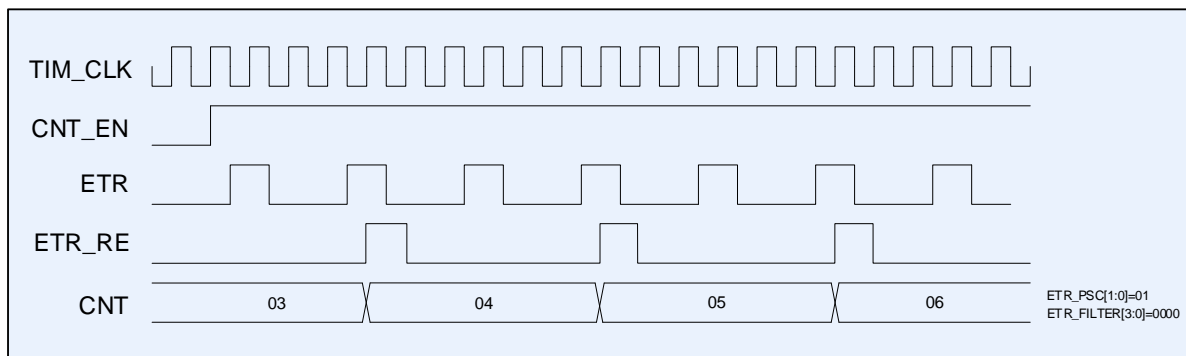 TIM_CLK
CNT_EN
ETR
ETR_RE
CNT 03 04 05 06
ETR_PSC[1:0]=01
ETR_FILTER[3:0]=0000